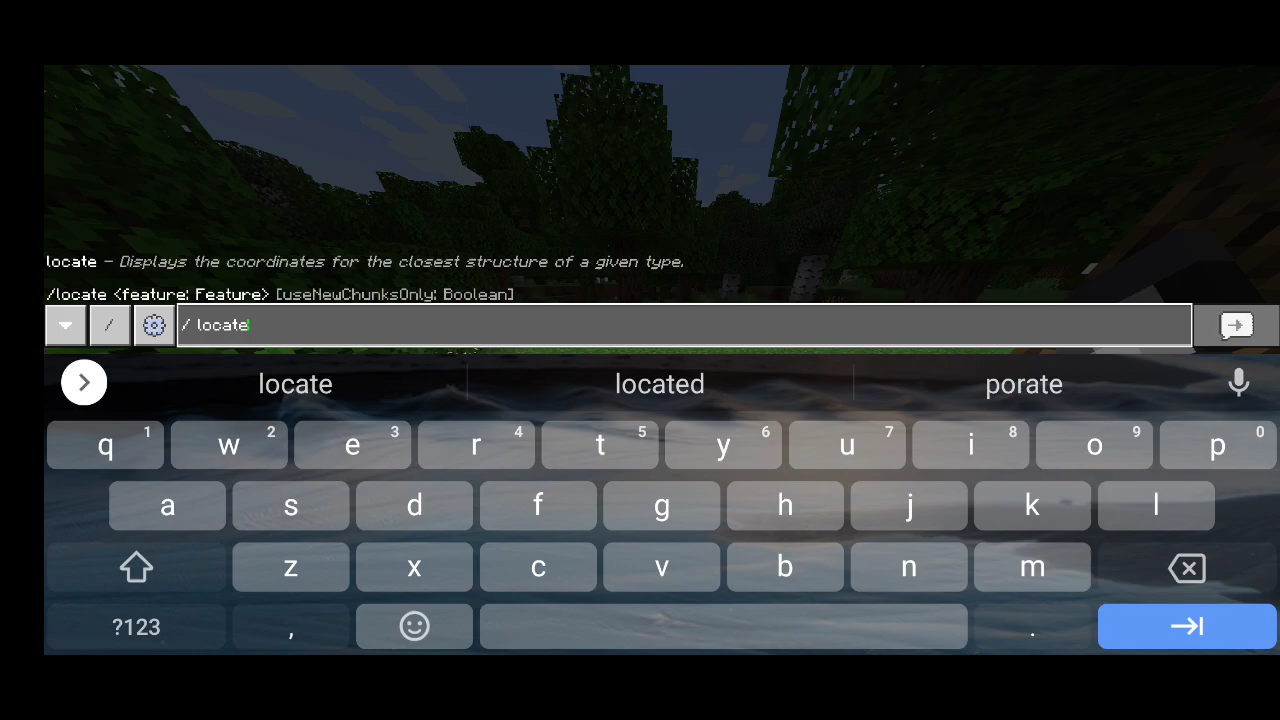 locate - Displays the coordinates for the closest structure of a given type.
/locate <feature: Feature> [useNewChunksOnly: Boolean]
/ / locate
locate located porate
q 1 w 2 e 3 r 4 t 5 y 6 u 7 i 8 o 9 p 0
a s d f g h j k l
z x c v b n m
?123 , .